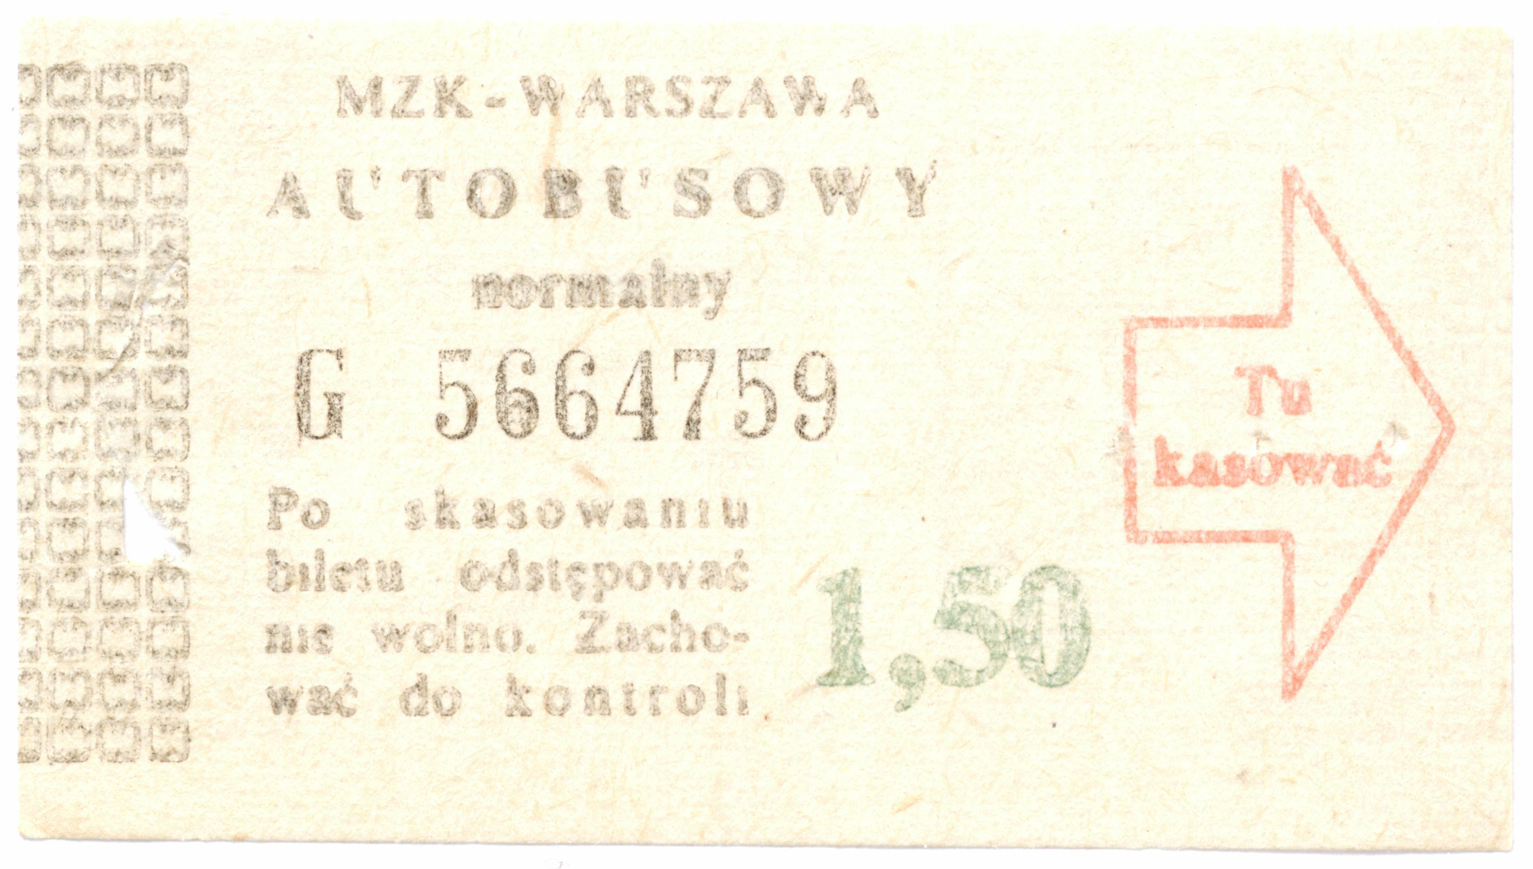 MZK-WARSZAWA
AUTOBUSOWY
normalny
G 5664759
Po skasowaniu
biletu odstępować
nie wolno. Zacho-
wać do kontroli
1,50
Tu
kasować